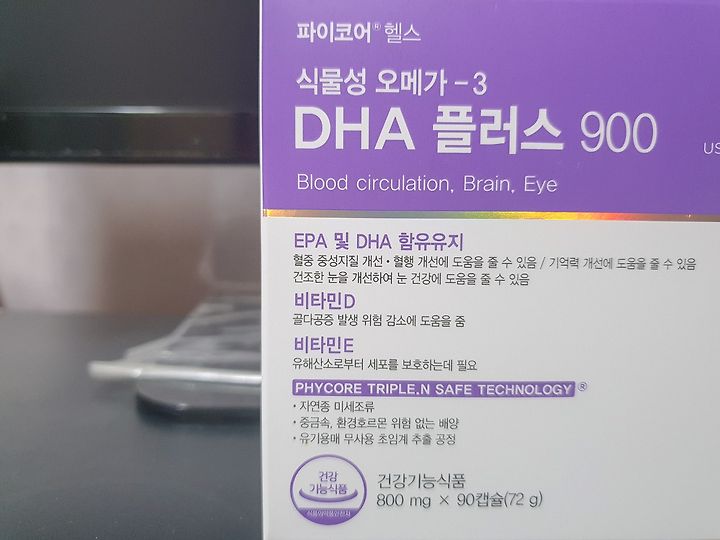 파이코어® 헬스
식물성 오메가-3
DHA 플러스 900
US
Blood circulation, Brain, Eye
EPA 및 DHA 함유유지
혈중 중성지질 개선 · 혈행 개선에 도움을 줄 수 있음 / 기억력 개선에 도움을 줄 수 있음
건조한 눈을 개선하여 눈 건강에 도움을 줄 수 있음
비타민D
골다공증 발생 위험 감소에 도움을 줌
비타민E
유해산소로부터 세포를 보호하는데 필요
PHYCORE TRIPLE.N SAFE TECHNOLOGY®
· 자연종 미세조류
· 중금속, 환경호르몬 위험 없는 배양
· 유기용매 무사용 초임계 추출 공정
건강
기능식품
식품의약품안전처
건강기능식품
800 mg × 90캡슐(72 g)